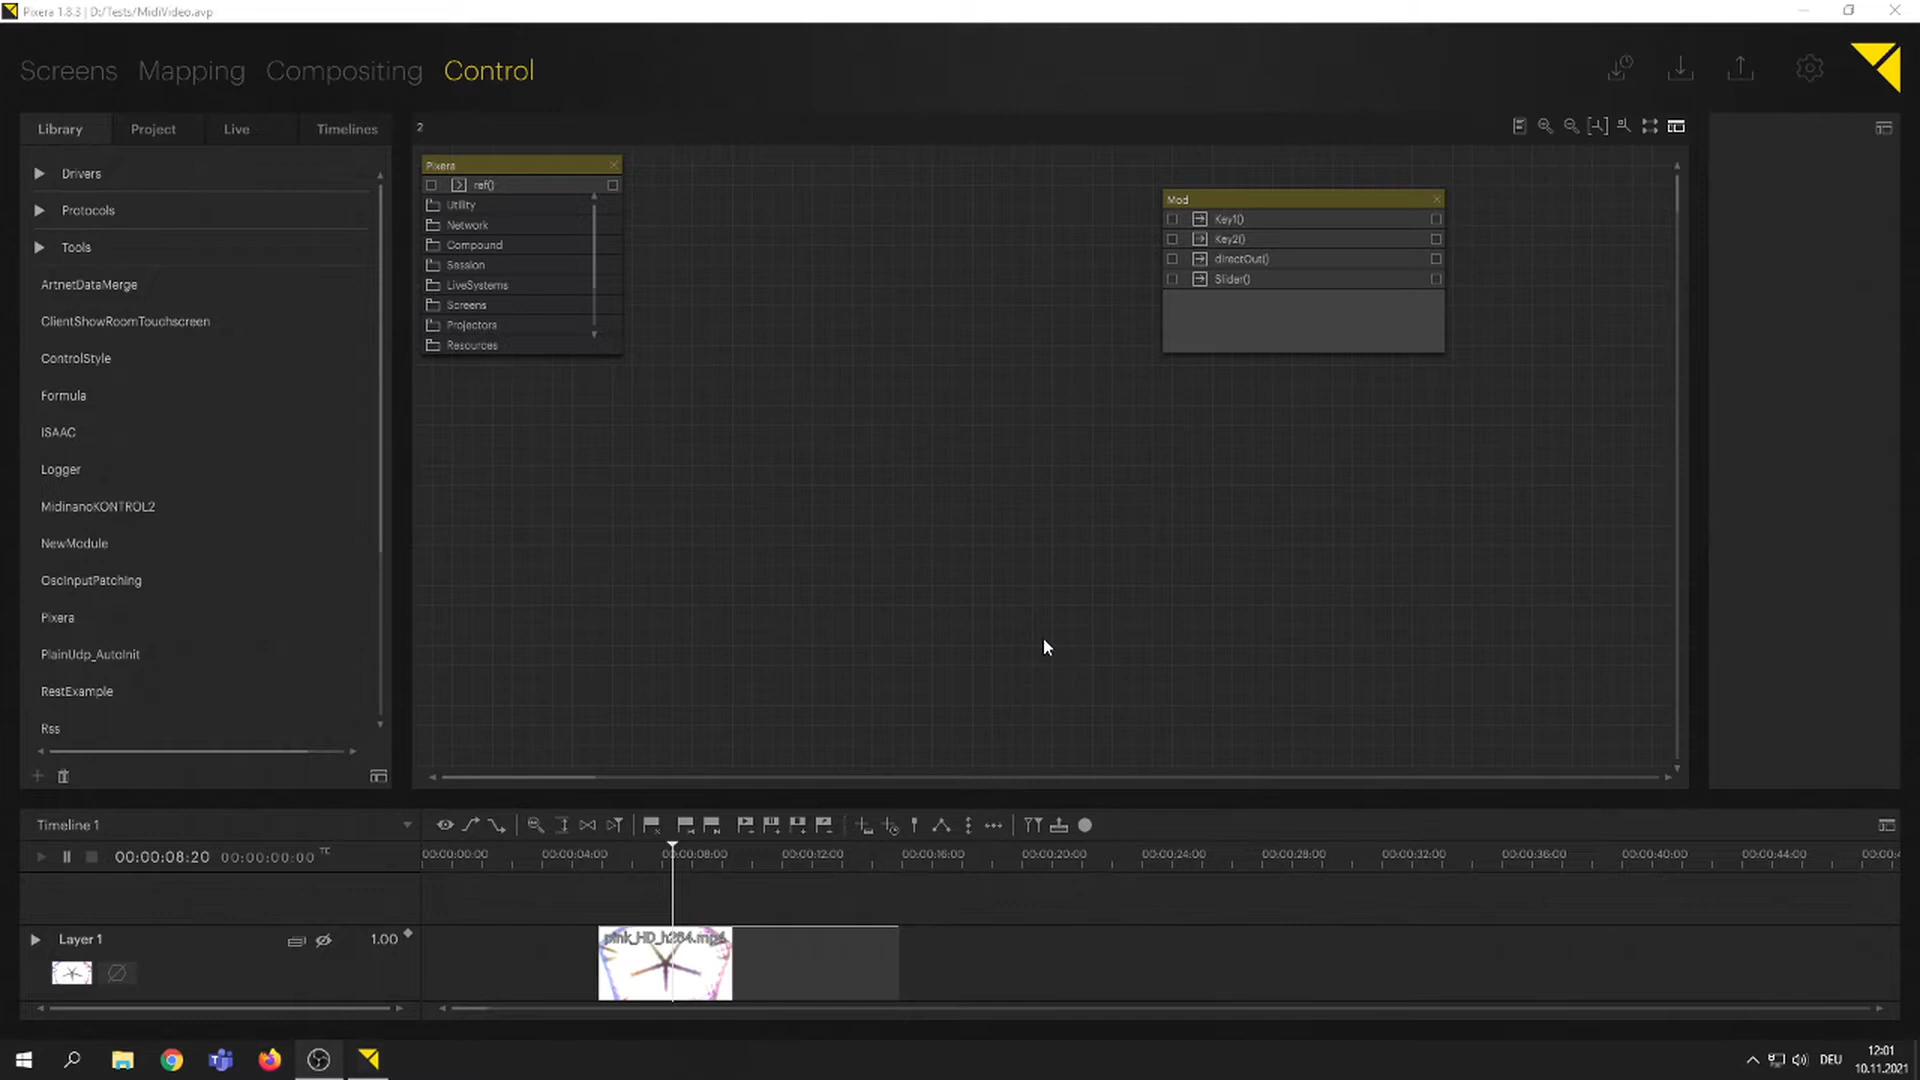 Pixera 1.8.3 | D:/Tests/MidiVideo.avp
Screens Mapping Compositing Control
Library Project Live Timelines
2
Drivers
Protocols
Tools
ArtnetDataMerge
ClientShowRoomTouchscreen
ControlStyle
Formula
ISAAC
Logger
MidinanoKONTROL2
NewModule
OscInputPatching
Pixera
PlainUdp_AutoInit
RestExample
Rss
Pixera
ref()
Utility
Network
Compound
Session
LiveSystems
Screens
Projectors
Resources
Mod
Key1()
Key2()
directOut()
Slider()
Timeline 1
00:00:08:20 00:00:00:00 TC
00:00:00:00 00:00:04:00 00:00:08:00 00:00:12:00 00:00:16:00 00:00:20:00 00:00:24:00 00:00:28:00 00:00:32:00 00:00:36:00 00:00:40:00 00:00:44:00 00:00:4
Layer 1 1.00
pink_HD_h264.mp4
DEU
12:01
10.11.2021